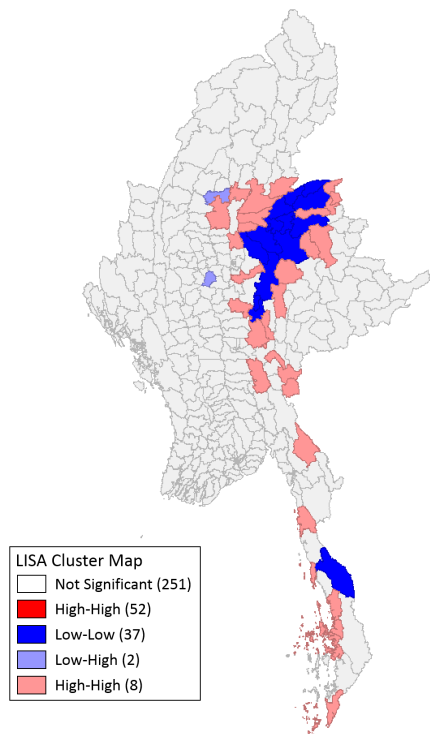 LISA Cluster Map
Not Significant (251)
High-High (52)
Low-Low (37)
Low-High (2)
High-High (8)